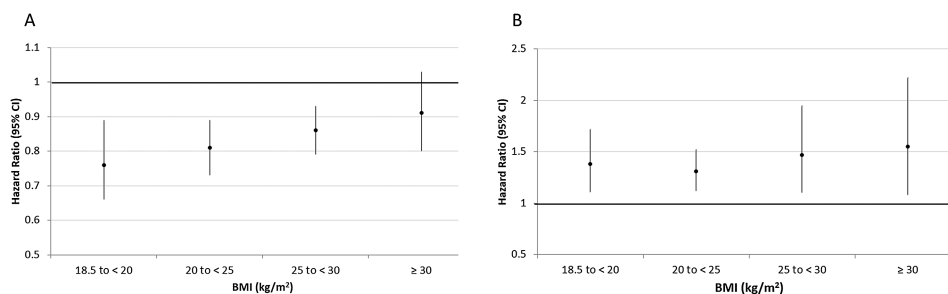 A
Hazard Ratio (95% CI)
1.1
1
0.9
0.8
0.7
0.6
0.5
18.5 to < 20
20 to < 25
25 to < 30
≥ 30
BMI (kg/m²)
B
Hazard Ratio (95% CI)
2.5
2
1.5
1
0.5
18.5 to < 20
20 to < 25
25 to < 30
≥ 30
BMI (kg/m²)